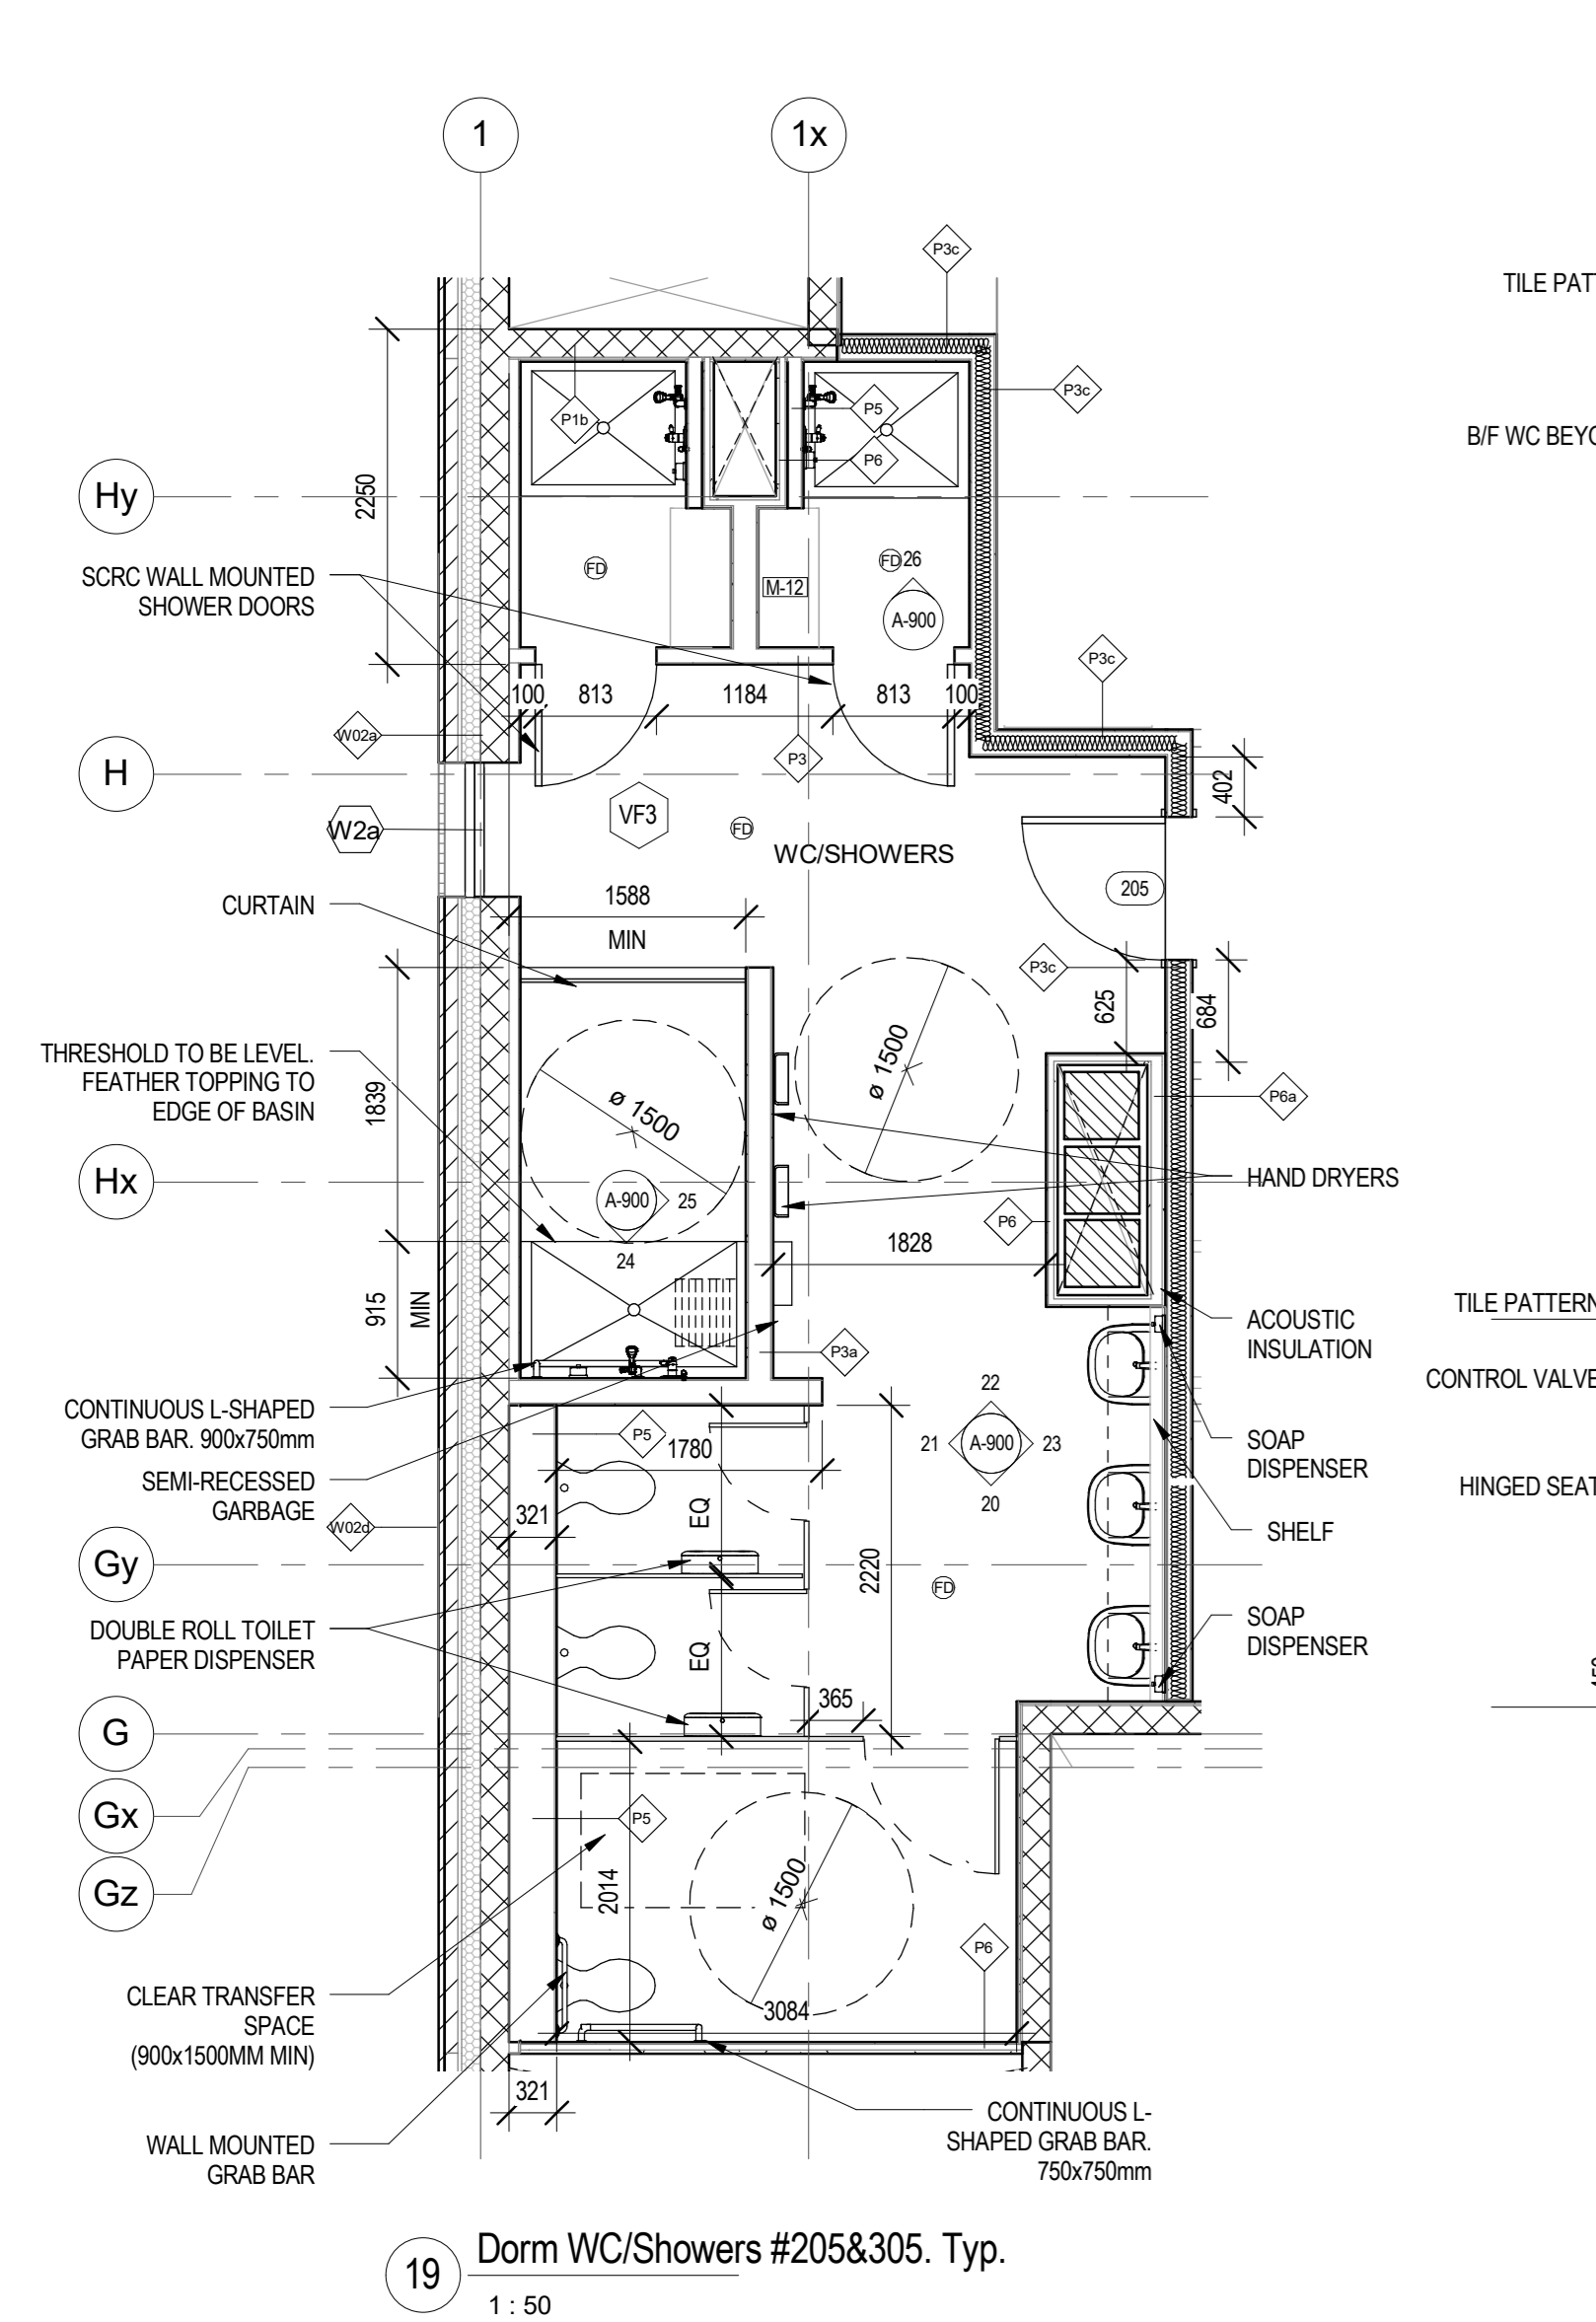 1
1x
P3c
TILE PATT
P3c
P1b
P5
B/F WC BEYO
P6
Hy
2250
SCRC WALL MOUNTED
SHOWER DOORS
FD
FD
26
M-12
A-900
P3c
100
813
1184
813
100
W02a
P3
H
402
W2a
VF3
FD
WC/SHOWERS
205
CURTAIN
1588
MIN
P3c
625
684
THRESHOLD TO BE LEVEL.
FEATHER TOPPING TO
EDGE OF BASIN
1839
ø 1500
ø 1500
P6a
Hx
A-900
25
24
HAND DRYERS
P6
1828
915
MIN
ACOUSTIC
INSULATION
TILE PATTERN
P3a
CONTROL VALVE
CONTINUOUS L-SHAPED
GRAB BAR. 900x750mm
P5
1780
22
21
A-900
23
20
SOAP
DISPENSER
SEMI-RECESSED
GARBAGE
HINGED SEAT
W02d
321
EQ
SHELF
Gy
2220
FD
DOUBLE ROLL TOILET
PAPER DISPENSER
EQ
SOAP
DISPENSER
365
G
Gx
Gz
P5
2014
ø 1500
P6
CLEAR TRANSFER
SPACE
(900x1500MM MIN)
3084
321
WALL MOUNTED
GRAB BAR
CONTINUOUS L-
SHAPED GRAB BAR.
750x750mm
19
Dorm WC/Showers #205&305. Typ.
1 : 50